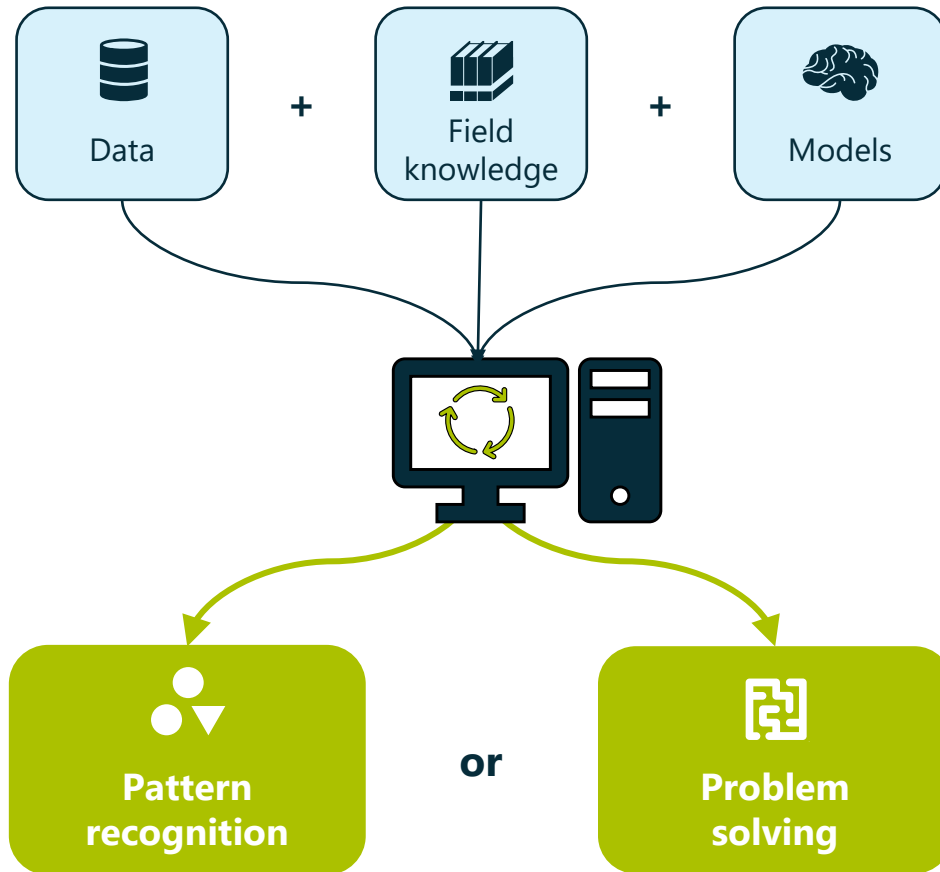 Data
+
Field
knowledge
+
Models
Pattern
recognition
or
Problem
solving